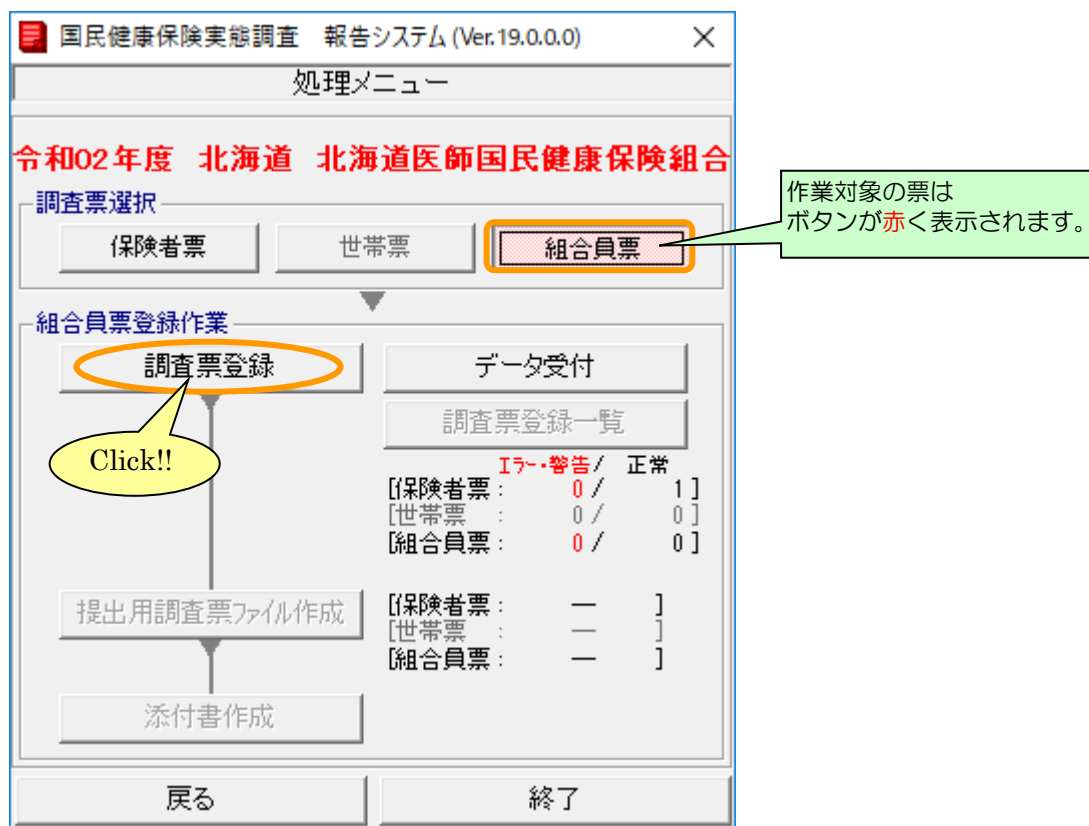 国民健康保険実態調査　報告システム (Ver.19.0.0.0)
処理メニュー
令和02年度　北海道　北海道医師国民健康保険組合
調査票選択
保険者票　世帯票　組合員票
作業対象の票は
ボタンが赤く表示されます。
組合員票登録作業
調査票登録　データ受付
調査票登録一覧
Click!!
エラー・警告 / 正常
[保険者票 : 0 / 1 ]
[世帯票 : 0 / 0 ]
[組合員票 : 0 / 0 ]
提出用調査票ファイル作成
[保険者票 : ― ]
[世帯票 : ― ]
[組合員票 : ― ]
添付書作成
戻る　終了